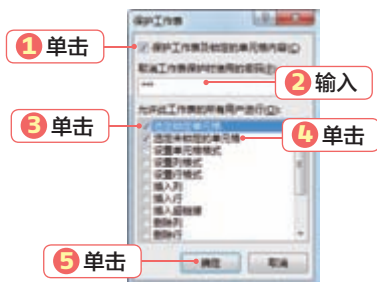 保护工作表
1 单击
保护工作表及锁定的单元格内容(C)
取消工作表保护时使用的密码(P):
***
2 输入
允许此工作表的所有用户进行(O):
3 单击
选定锁定单元格
选定未锁定的单元格
4 单击
设置单元格格式
设置列格式
设置行格式
插入列
插入行
插入超链接
删除列
删除行
5 单击
确定
取消